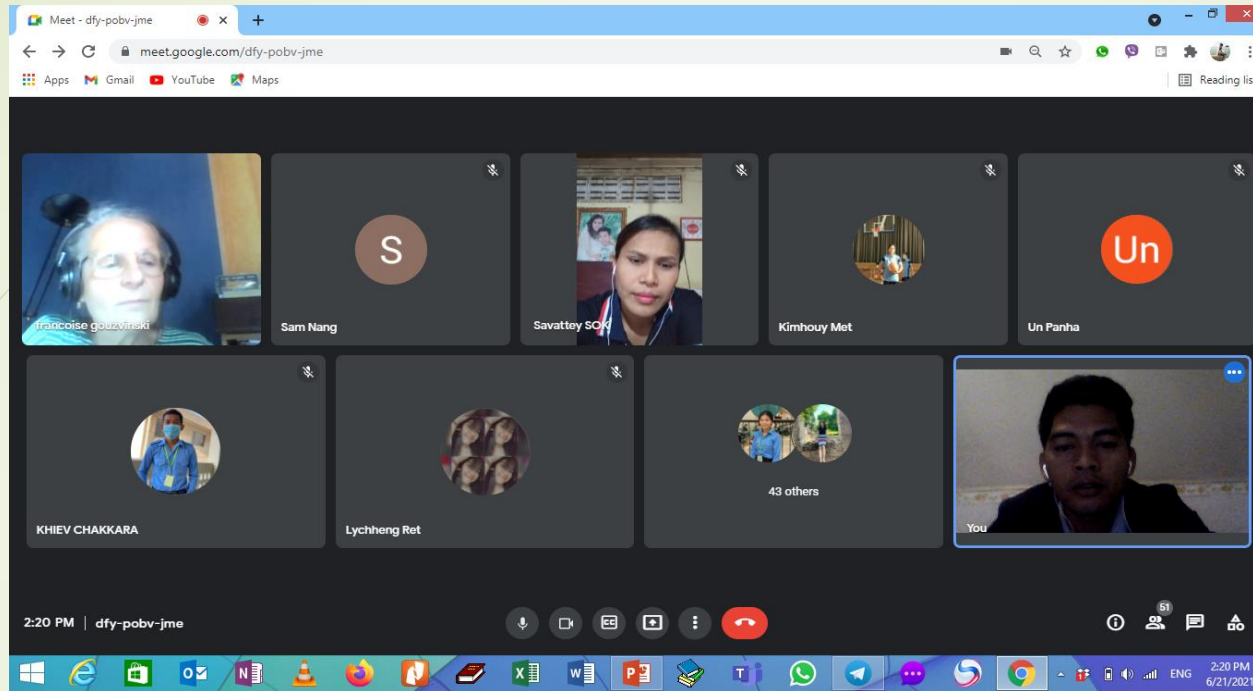 Meet - dfy-pobv-jme
meet.google.com/dfy-pobv-jme
Apps Gmail YouTube Maps Reading lis
S
Un
francoise gouzvinski
Sam Nang
Savattey SOK
Kimhouy Met
Un Panha
KHIEV CHAKKARA
Lychheng Ret
43 others
You
2:20 PM | dfy-pobv-jme
CC
51
ENG
2:20 PM
6/21/2021